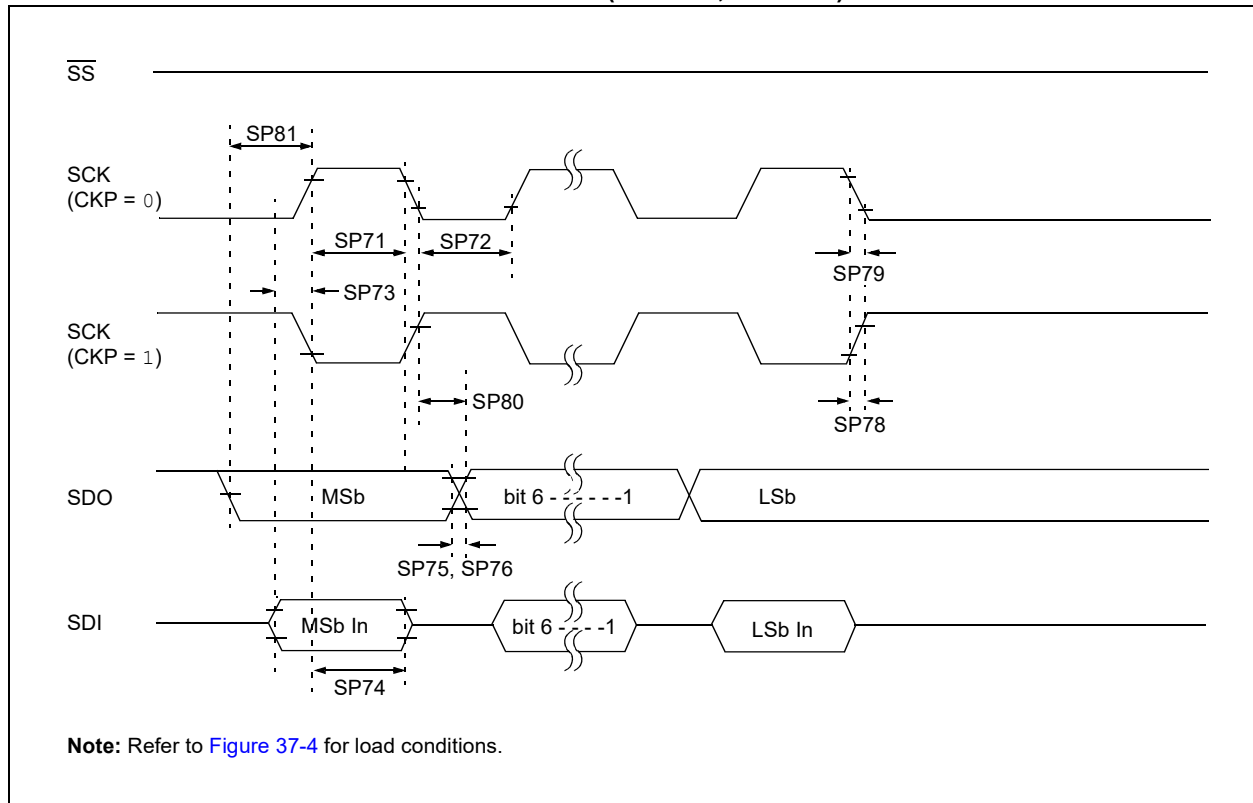 SS
SP81
SCK
(CKP = 0)
SP71
SP72
SP79
SP73
SCK
(CKP = 1)
SP80
SP78
SDO
MSb
bit 6 - - - - - - -1
LSb
SP75, SP76
SDI
MSb In
bit 6 - - - - -1
LSb In
SP74
Note: Refer to Figure 37-4 for load conditions.